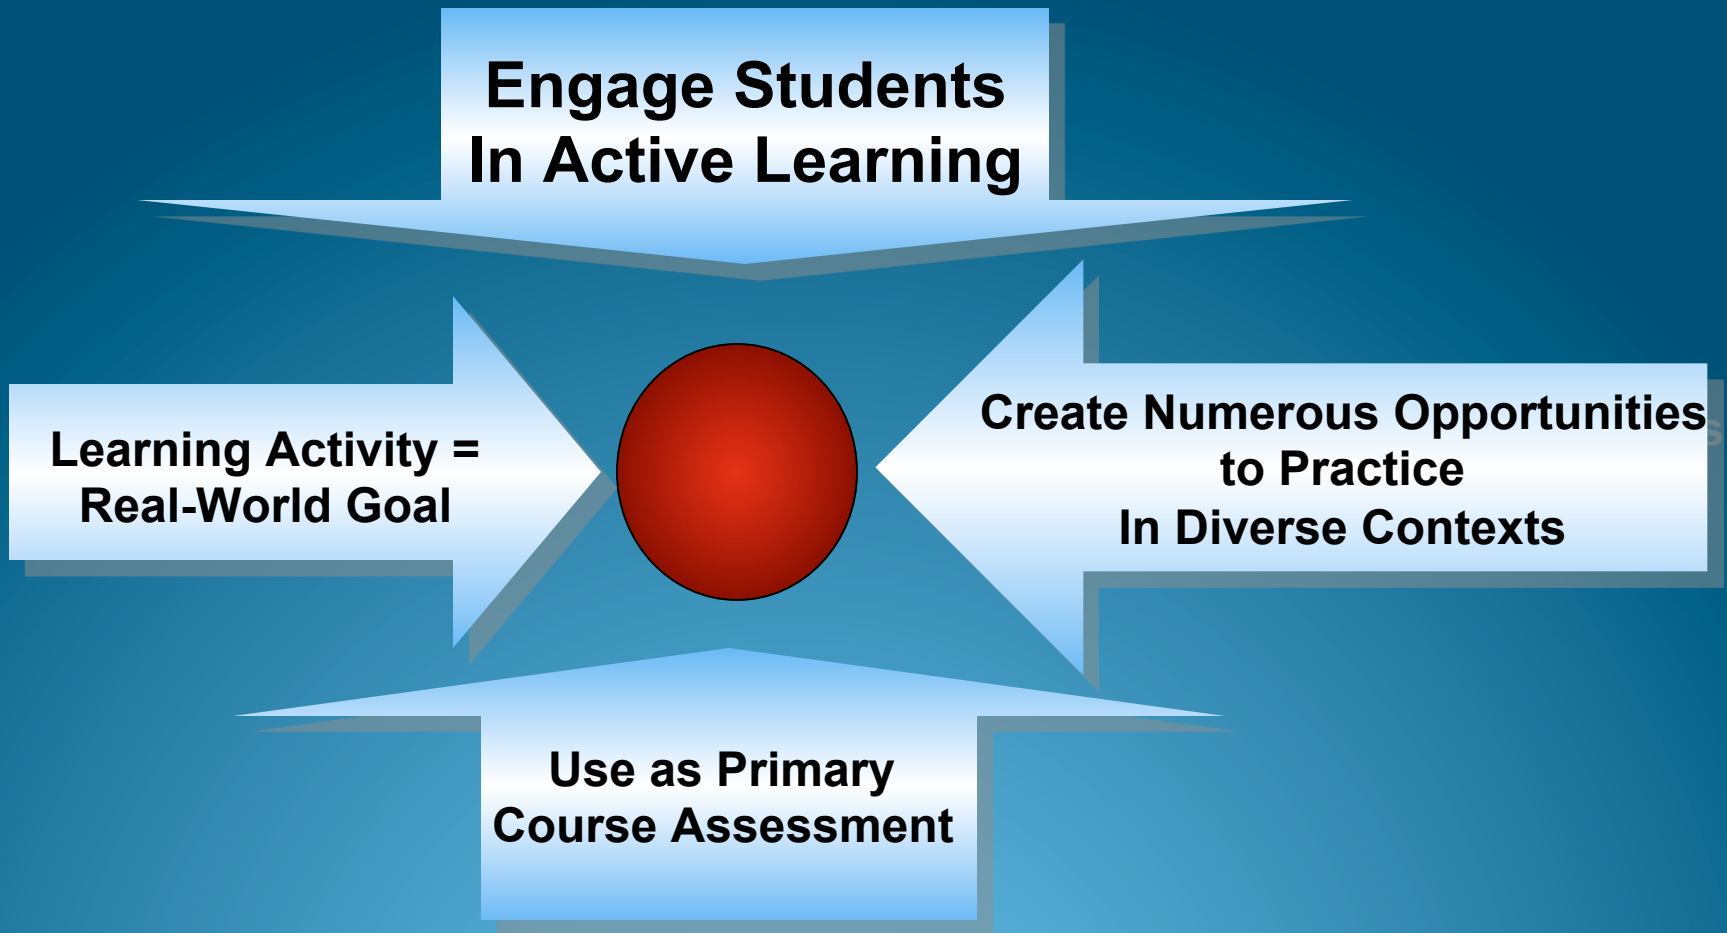 Engage Students
In Active Learning
Learning Activity =
Real-World Goal
Create Numerous Opportunities
to Practice
In Diverse Contexts
Use as Primary
Course Assessment